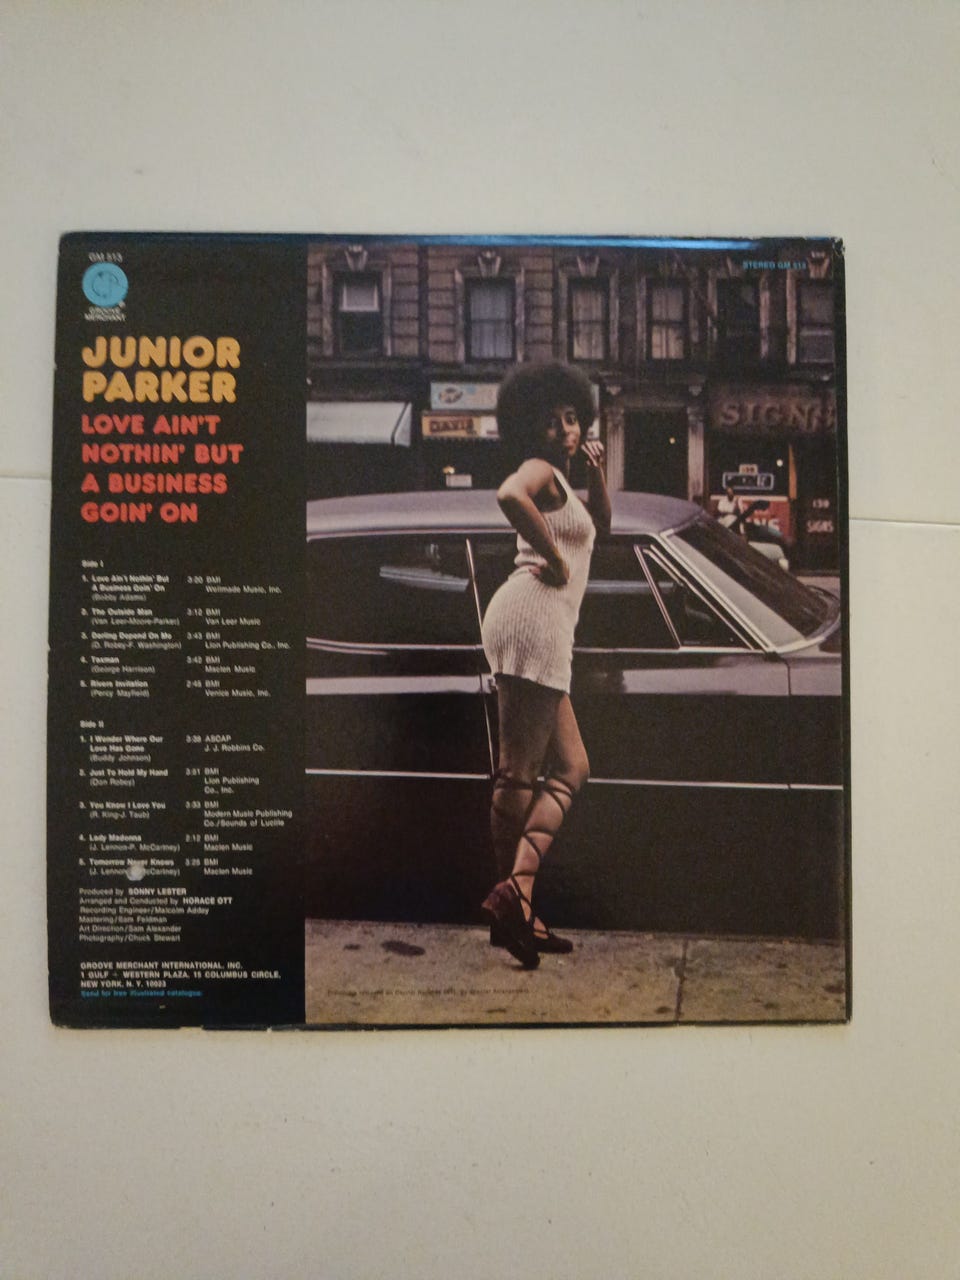 GM 513
GROOVE
MERCHANT
STEREO GM 513
JUNIOR
PARKER
LOVE AIN'T
NOTHIN' BUT
A BUSINESS
GOIN' ON
Side I
1. Love Ain't Nothin' But 3:20 BMI
A Business Goin' On Wellmade Music, Inc.
(Bobby Adams)
2. The Outside Man 3:12 BMI
(Van Leer-Moore-Parker) Van Leer Music
3. Darling Depend On Me 3:43 BMI
(D. Robey-F. Washington) Lion Publishing Co., Inc.
4. Taxman 3:42 BMI
(George Harrison) Maclen Music
5. Rivers Invitation 2:45 BMI
(Percy Mayfield) Venice Music, Inc.
Side II
1. I Wonder Where Our 3:38 ASCAP
Love Has Gone J. J. Robbins Co.
(Buddy Johnson)
2. Just To Hold My Hand 3:51 BMI
(Don Robey) Lion Publishing
Co., Inc.
3. You Know I Love You 3:33 BMI
(R. King-J. Taub) Modern Music Publishing
Co./Sounds of Lucille
4. Lady Madonna 2:12 BMI
(J. Lennon-P. McCartney) Maclen Music
5. Tomorrow Never Knows 3:25 BMI
(J. Lennon McCartney) Maclen Music
Produced by SONNY LESTER
Arranged and Conducted by HORACE OTT
Recording Engineer/Malcolm Addey
Mastering/Sam Feldman
Art Direction/Sam Alexander
Photography/Chuck Stewart
GROOVE MERCHANT INTERNATIONAL, INC.
1 GULF + WESTERN PLAZA, 15 COLUMBUS CIRCLE,
NEW YORK, N. Y. 10023
Send for free illustrated catalogue.
DAVIS
SIGNS
139
SIGNS